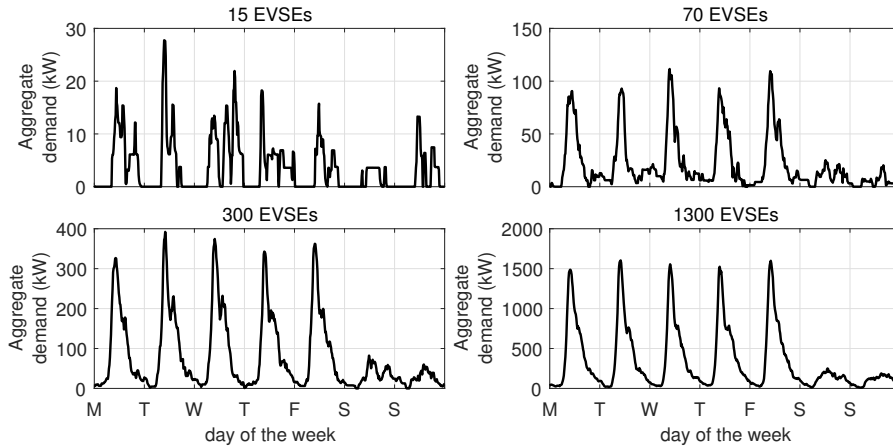 15 EVSEs
Aggregate
demand (kW)
30
20
10
0
70 EVSEs
Aggregate
demand (kW)
150
100
50
0
300 EVSEs
Aggregate
demand (kW)
400
300
200
100
0
M T W T F S S
day of the week
1300 EVSEs
Aggregate
demand (kW)
2000
1500
1000
500
0
M T W T F S S
day of the week